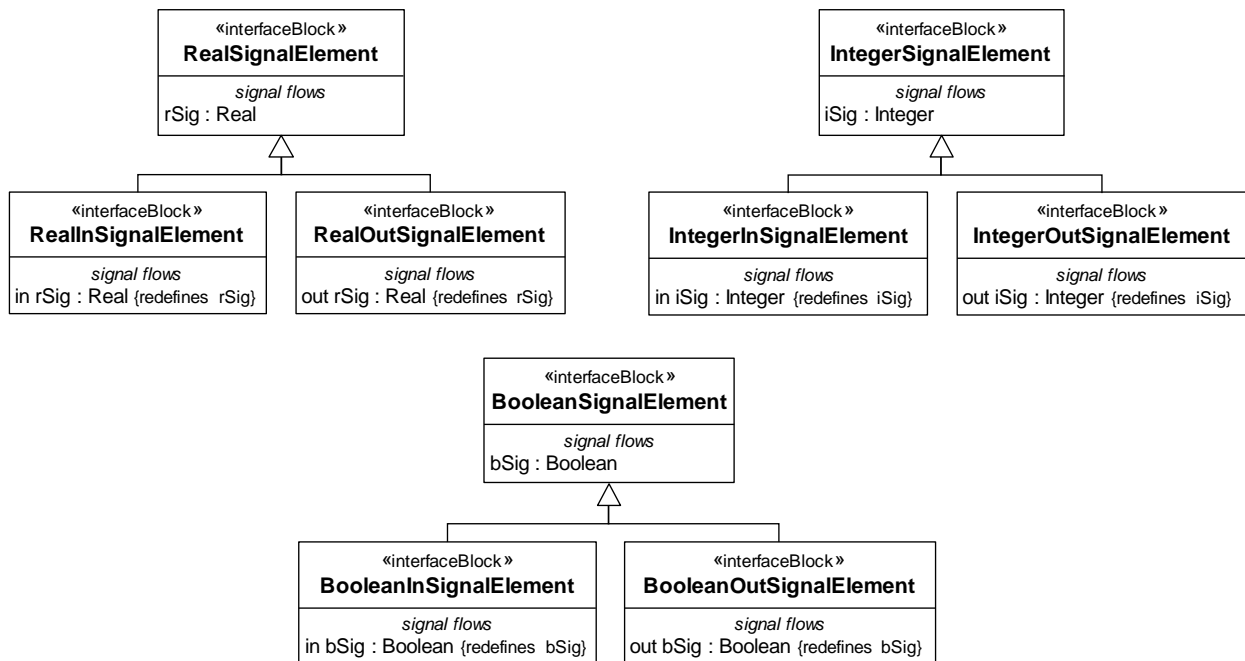 «interfaceBlock»
RealSignalElement
signal flows
rSig : Real
«interfaceBlock»
RealInSignalElement
signal flows
in rSig : Real {redefines rSig}
«interfaceBlock»
RealOutSignalElement
signal flows
out rSig : Real {redefines rSig}
«interfaceBlock»
IntegerSignalElement
signal flows
iSig : Integer
«interfaceBlock»
IntegerInSignalElement
signal flows
in iSig : Integer {redefines iSig}
«interfaceBlock»
IntegerOutSignalElement
signal flows
out iSig : Integer {redefines iSig}
«interfaceBlock»
BooleanSignalElement
signal flows
bSig : Boolean
«interfaceBlock»
BooleanInSignalElement
signal flows
in bSig : Boolean {redefines bSig}
«interfaceBlock»
BooleanOutSignalElement
signal flows
out bSig : Boolean {redefines bSig}